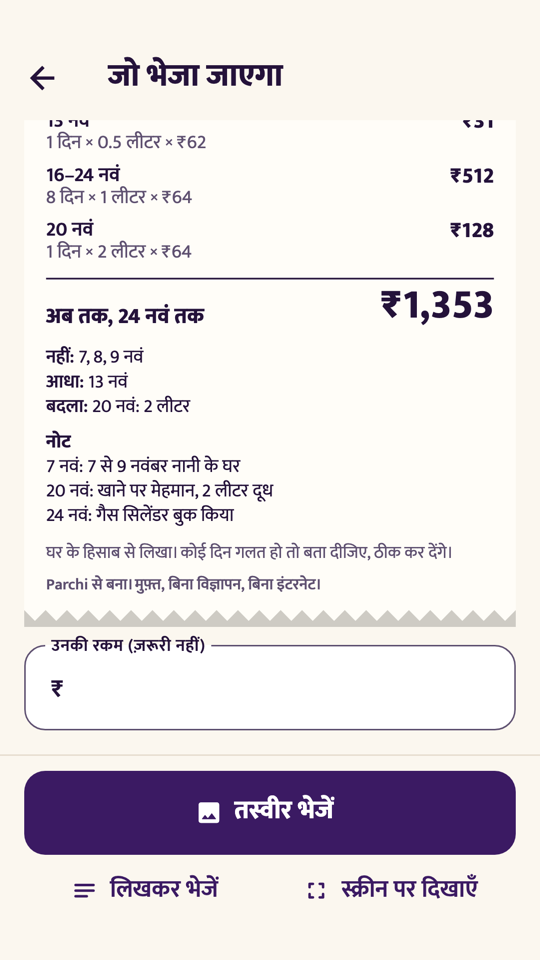 जो भेजा जाएगा
13 नवं
₹31
1 दिन × 0.5 लीटर × ₹62
16–24 नवं
₹512
8 दिन × 1 लीटर × ₹64
20 नवं
₹128
1 दिन × 2 लीटर × ₹64
अब तक, 24 नवं तक
₹1,353
नहीं: 7, 8, 9 नवं
आधा: 13 नवं
बदला: 20 नवं: 2 लीटर
नोट
7 नवं: 7 से 9 नवंबर नानी के घर
20 नवं: खाने पर मेहमान, 2 लीटर दूध
24 नवं: गैस सिलेंडर बुक किया
घर के हिसाब से लिखा। कोई दिन गलत हो तो बता दीजिए, ठीक कर देंगे।
Parchi से बना। मुफ़्त, बिना विज्ञापन, बिना इंटरनेट।
उनकी रकम (ज़रूरी नहीं)
₹
तस्वीर भेजें
लिखकर भेजें
स्क्रीन पर दिखाएँ